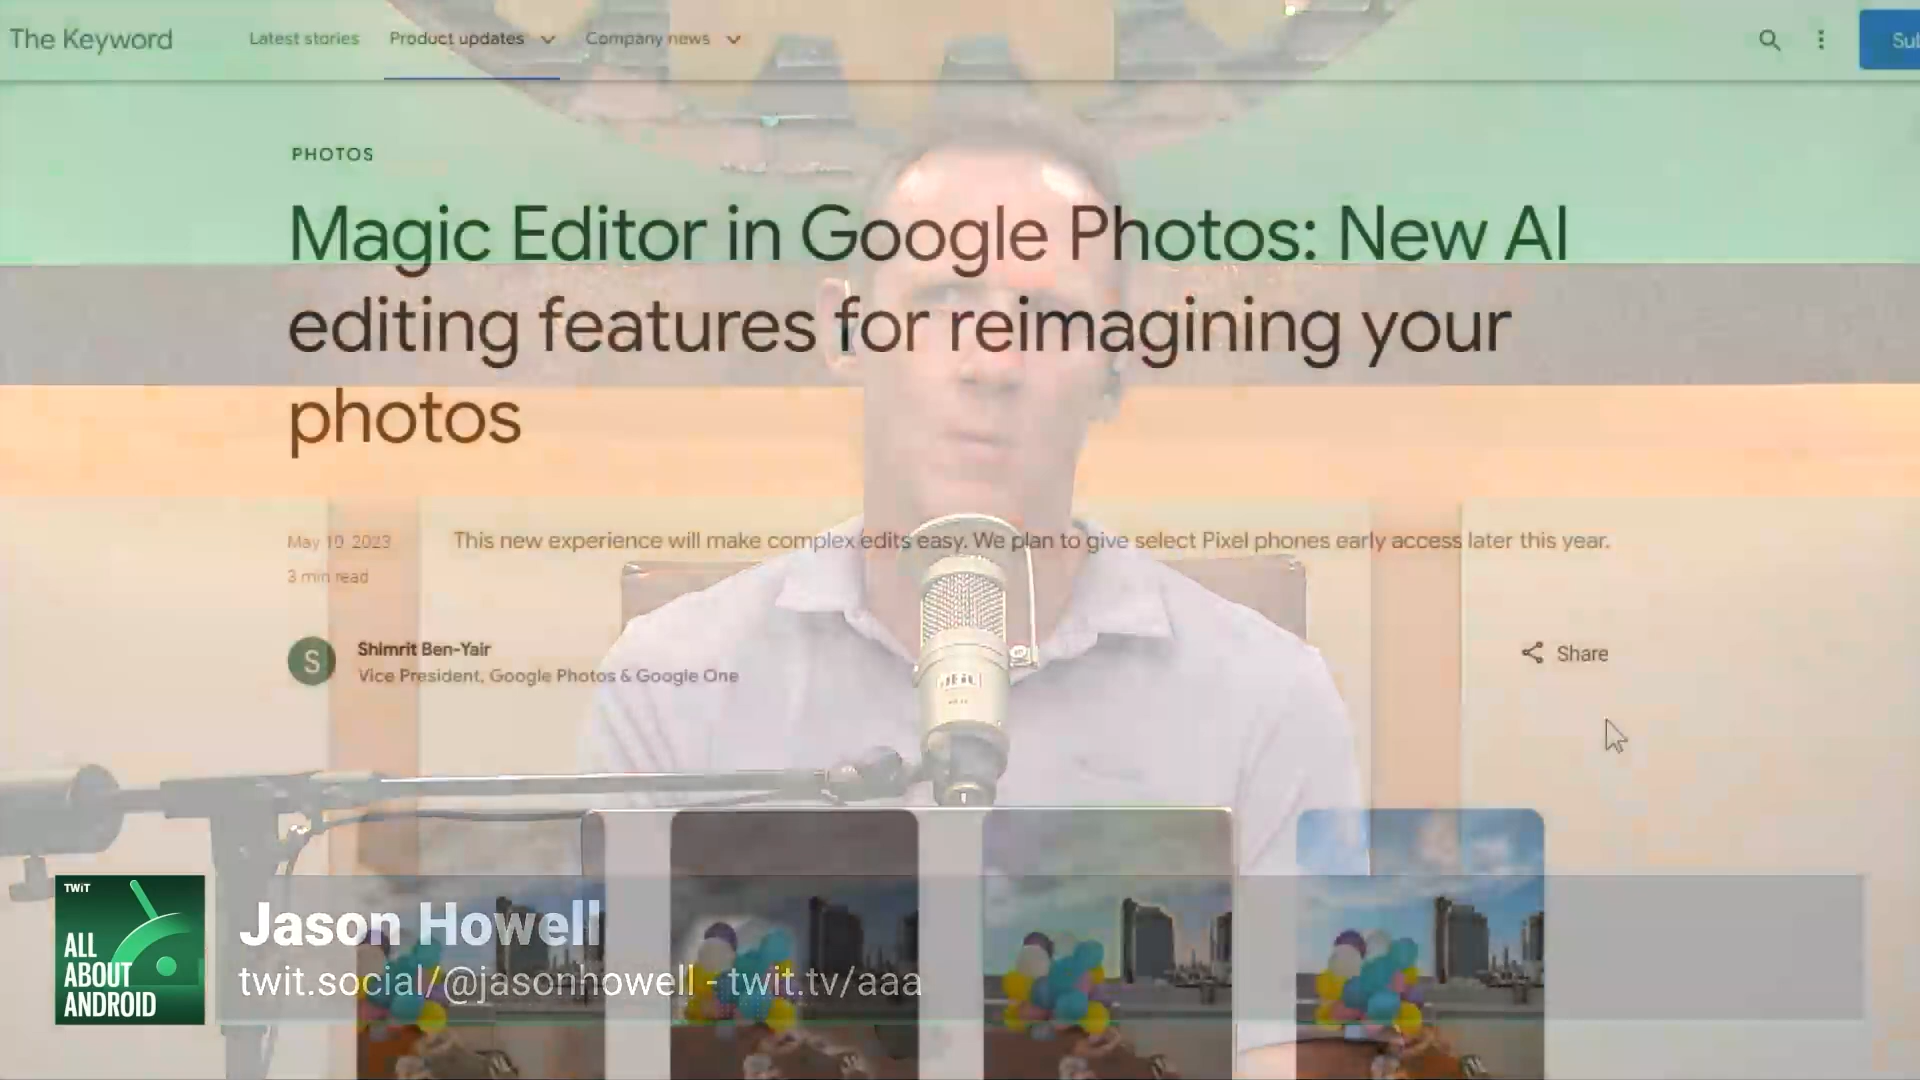 The Keyword
Latest stories
Product updates
Company news
Sub
PHOTOS
Magic Editor in Google Photos: New AI
editing features for reimagining your
photos
May 10, 2023
This new experience will make complex edits easy. We plan to give select Pixel phones early access later this year.
3 min read
S
Shimrit Ben-Yair
Vice President, Google Photos & Google One
Share
TWiT
ALL
ABOUT
ANDROID
Jason Howell
twit.social/@jasonhowell - twit.tv/aaa